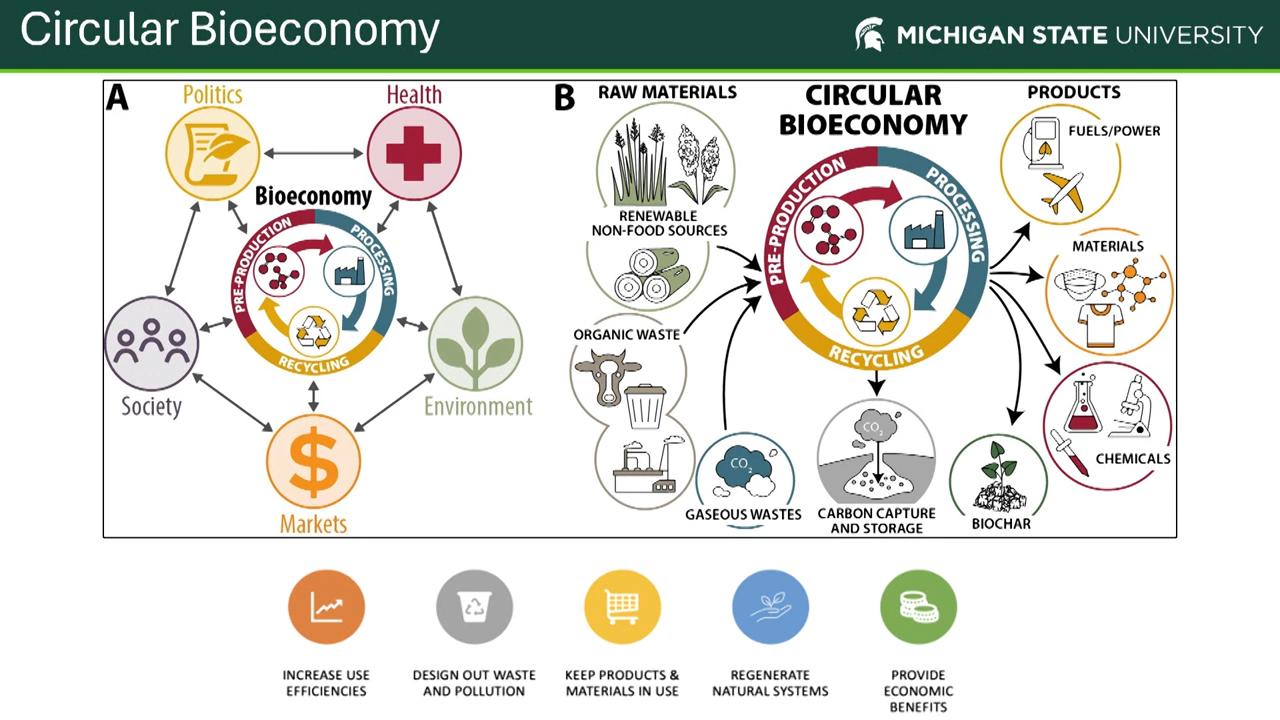 Circular Bioeconomy
MICHIGAN STATE UNIVERSITY
A
Politics
Health
Bioeconomy
PRE-PRODUCTION
PROCESSING
RECYCLING
Society
Environment
$
Markets
B
RAW MATERIALS
RENEWABLE
NON-FOOD SOURCES
ORGANIC WASTE
CO2
GASEOUS WASTES
CIRCULAR
BIOECONOMY
PRE-PRODUCTION
PROCESSING
RECYCLING
CO2
CARBON CAPTURE
AND STORAGE
PRODUCTS
FUELS/POWER
MATERIALS
CHEMICALS
BIOCHAR
INCREASE USE
EFFICIENCIES
DESIGN OUT WASTE
AND POLLUTION
KEEP PRODUCTS &
MATERIALS IN USE
REGENERATE
NATURAL SYSTEMS
PROVIDE
ECONOMIC
BENEFITS